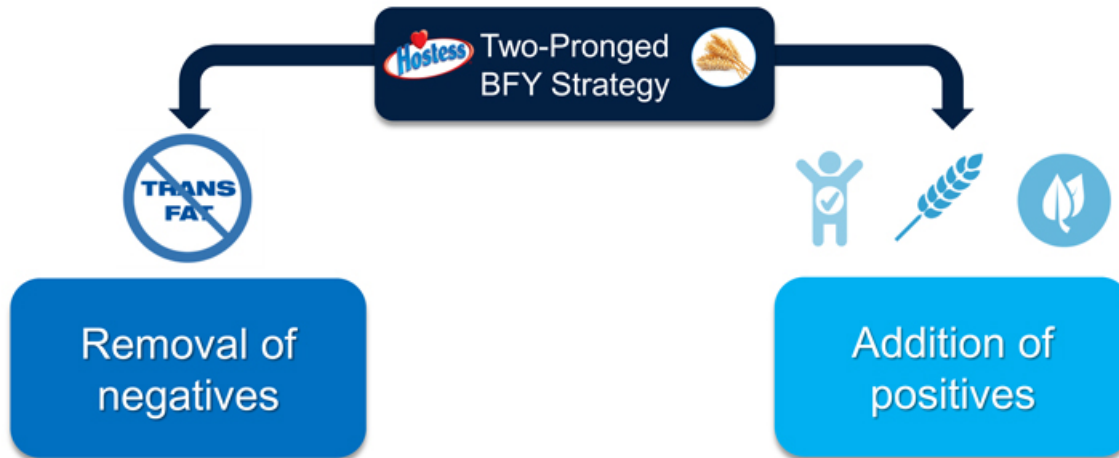 Hostess
Two-Pronged
BFY Strategy
TRANS
FAT
Removal of
negatives
Addition of
positives